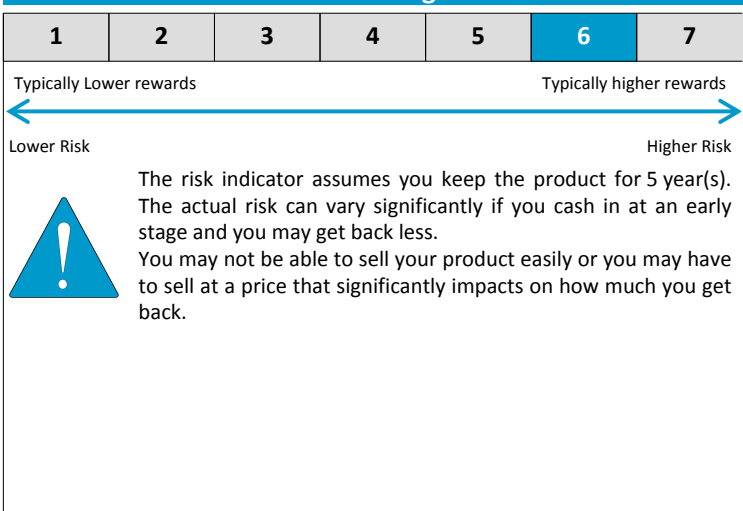 1 2 3 4 5 6 7
Typically Lower rewards Typically higher rewards
Lower Risk Higher Risk
The risk indicator assumes you keep the product for 5 year(s).
The actual risk can vary significantly if you cash in at an early
stage and you may get back less.
You may not be able to sell your product easily or you may have
to sell at a price that significantly impacts on how much you get
back.